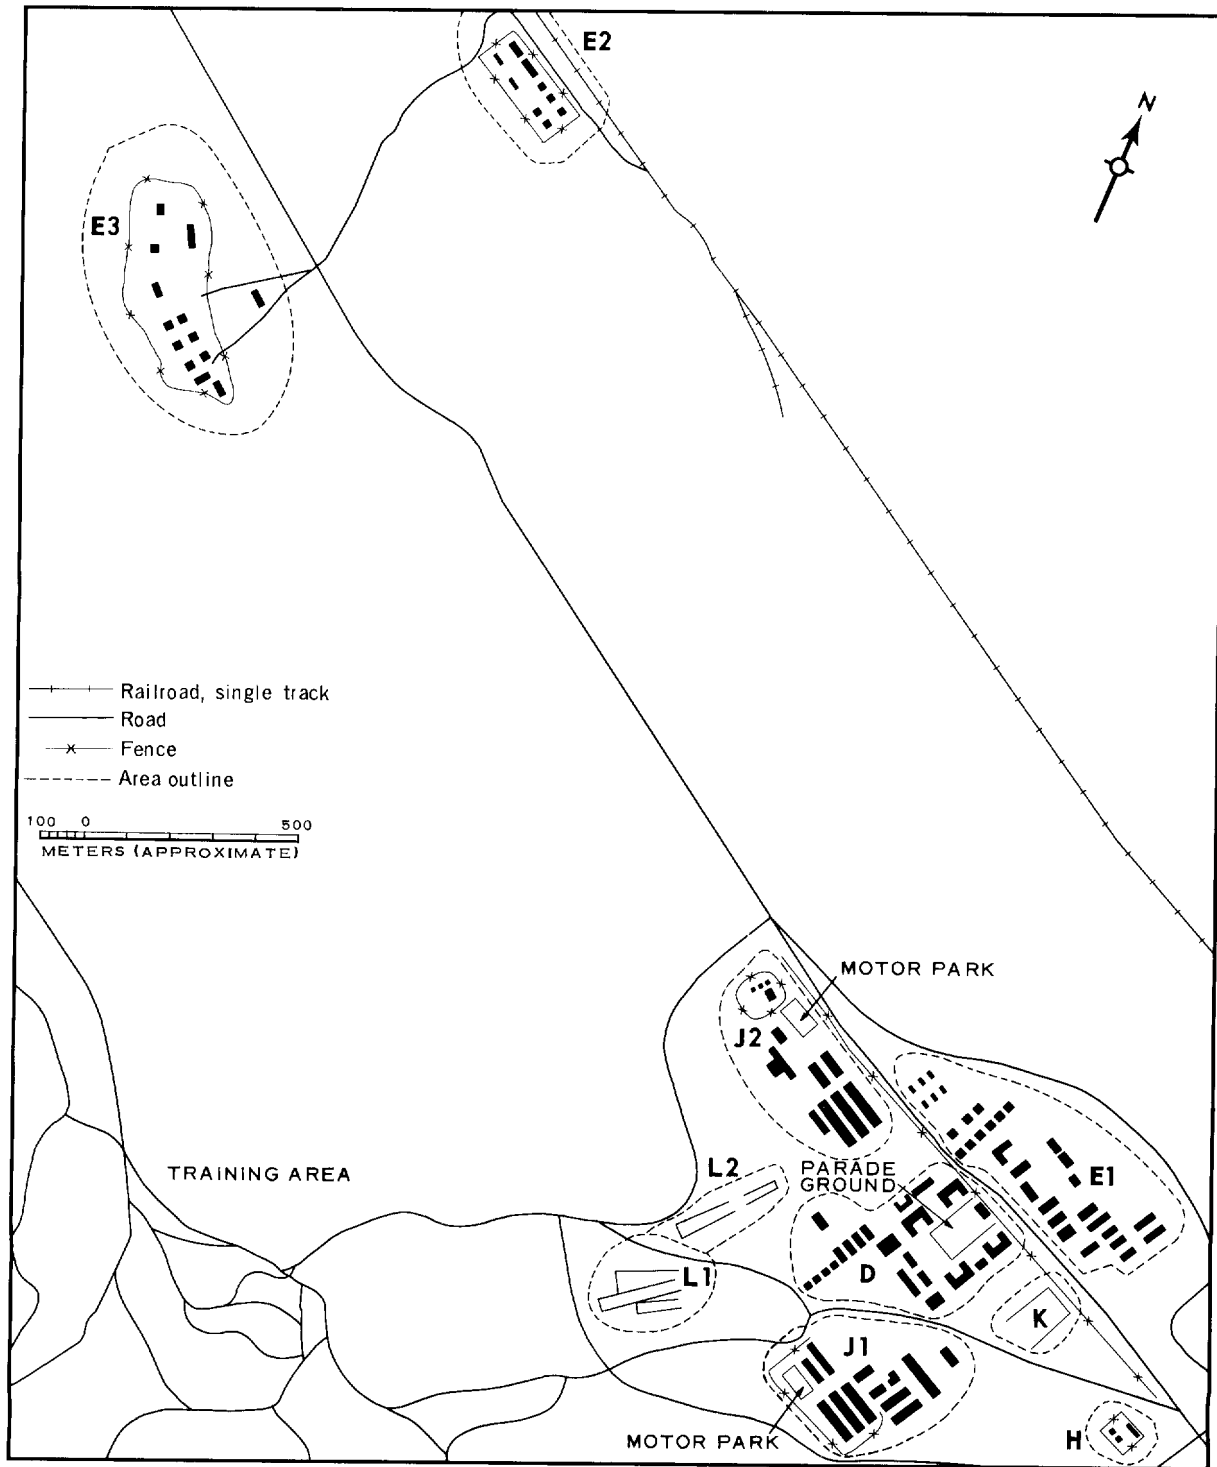 E2
N
E3
Railroad, single track
Road
Fence
Area outline
100 0 500
METERS (APPROXIMATE)
MOTOR PARK
J2
TRAINING AREA
L2
PARADE
GROUND
E1
L1
D
K
J1
MOTOR PARK
H